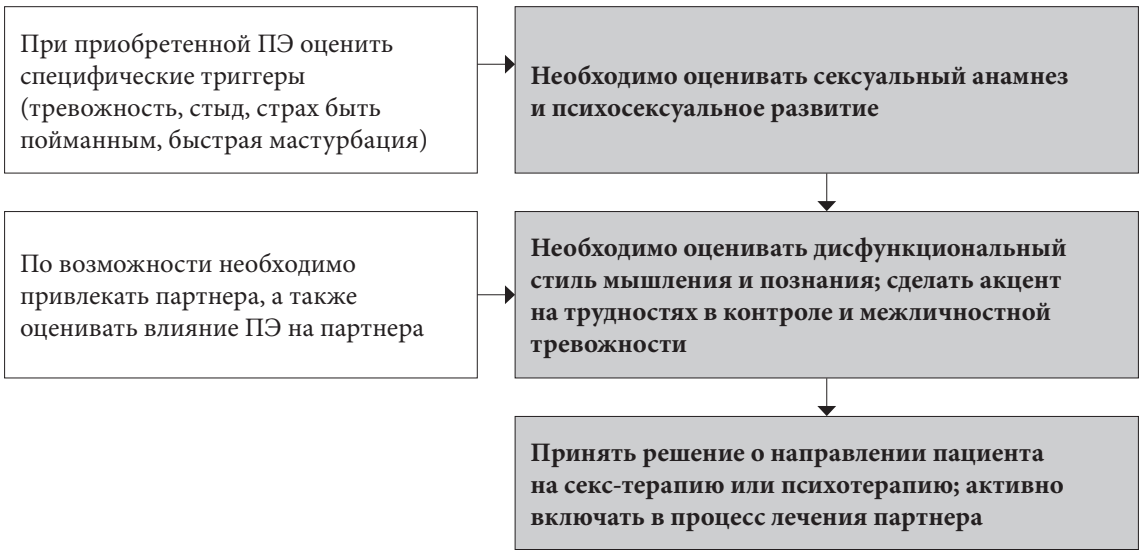 При приобретенной ПЭ оценить
специфические триггеры
(тревожность, стыд, страх быть
пойманным, быстрая мастурбация)
Необходимо оценивать сексуальный анамнез
и психосексуальное развитие
По возможности необходимо
привлекать партнера, а также
оценивать влияние ПЭ на партнера
Необходимо оценивать дисфункциональный
стиль мышления и познания; сделать акцент
на трудностях в контроле и межличностной
тревожности
Принять решение о направлении пациента
на секс-терапию или психотерапию; активно
включать в процесс лечения партнера